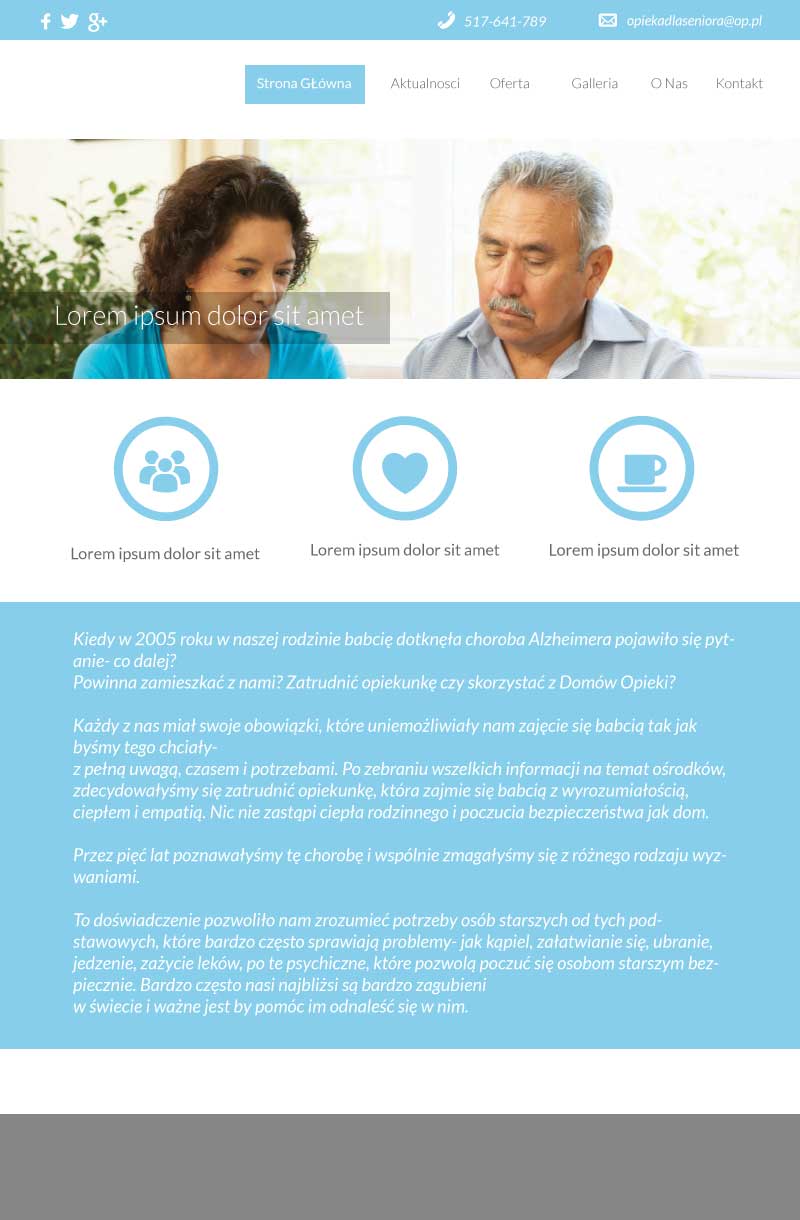 517-641-789
opiekadlaseniora@op.pl
Strona GŁówna
Aktualnosci
Oferta
Galleria
O Nas
Kontakt
Lorem ipsum dolor sit amet
Lorem ipsum dolor sit amet
Lorem ipsum dolor sit amet
Lorem ipsum dolor sit amet
Kiedy w 2005 roku w naszej rodzinie babcię dotknęła choroba Alzheimera pojawiło się pyt-
anie- co dalej?
Powinna zamieszkać z nami? Zatrudnić opiekunkę czy skorzystać z Domów Opieki?
Każdy z nas miał swoje obowiązki, które uniemożliwiały nam zajęcie się babcią tak jak
byśmy tego chciały-
z pełną uwagą, czasem i potrzebami. Po zebraniu wszelkich informacji na temat ośrodków,
zdecydowałyśmy się zatrudnić opiekunkę, która zajmie się babcią z wyrozumiałością,
ciepłem i empatią. Nic nie zastąpi ciepła rodzinnego i poczucia bezpieczeństwa jak dom.
Przez pięć lat poznawałyśmy tę chorobę i wspólnie zmagałyśmy się z różnego rodzaju wyz-
waniami.
To doświadczenie pozwoliło nam zrozumieć potrzeby osób starszych od tych pod-
stawowych, które bardzo często sprawiają problemy- jak kąpiel, załatwianie się, ubranie,
jedzenie, zażycie leków, po te psychiczne, które pozwolą poczuć się osobom starszym bez-
piecznie. Bardzo często nasi najbliżsi są bardzo zagubieni
w świecie i ważne jest by pomóc im odnaleść się w nim.